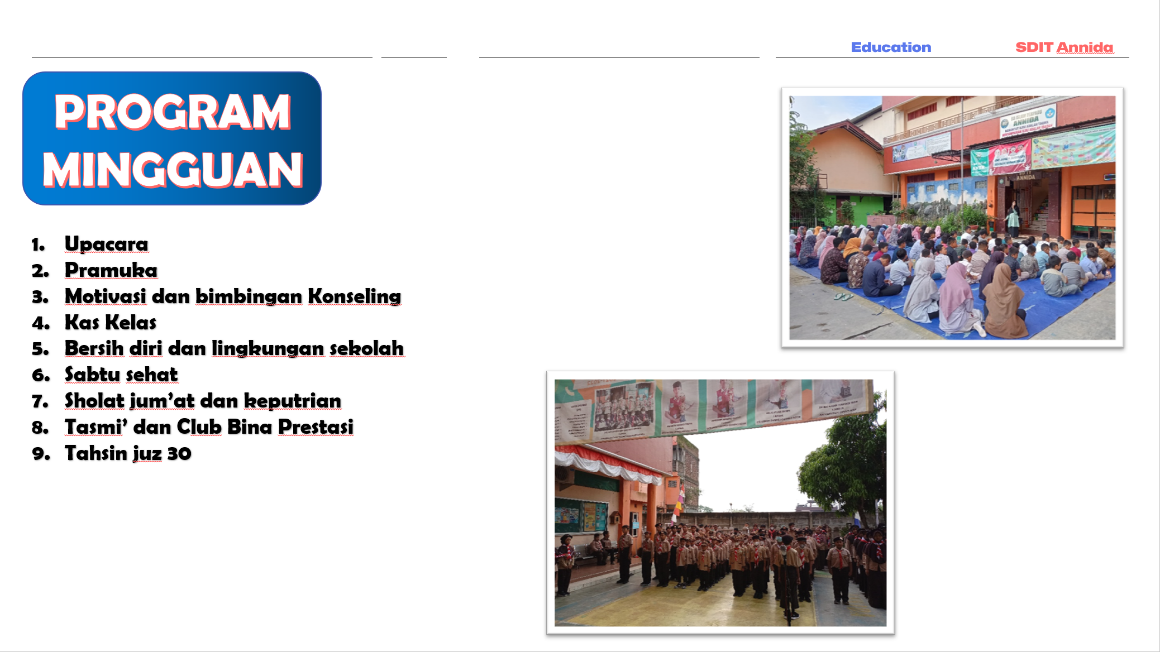 Education SDIT Annida
PROGRAM
MINGGUAN
1. Upacara
2. Pramuka
3. Motivasi dan bimbingan Konseling
4. Kas Kelas
5. Bersih diri dan lingkungan sekolah
6. Sabtu sehat
7. Sholat jum’at dan keputrian
8. Tasmi’ dan Club Bina Prestasi
9. Tahsin juz 30
ANNIDA
ANNIDA